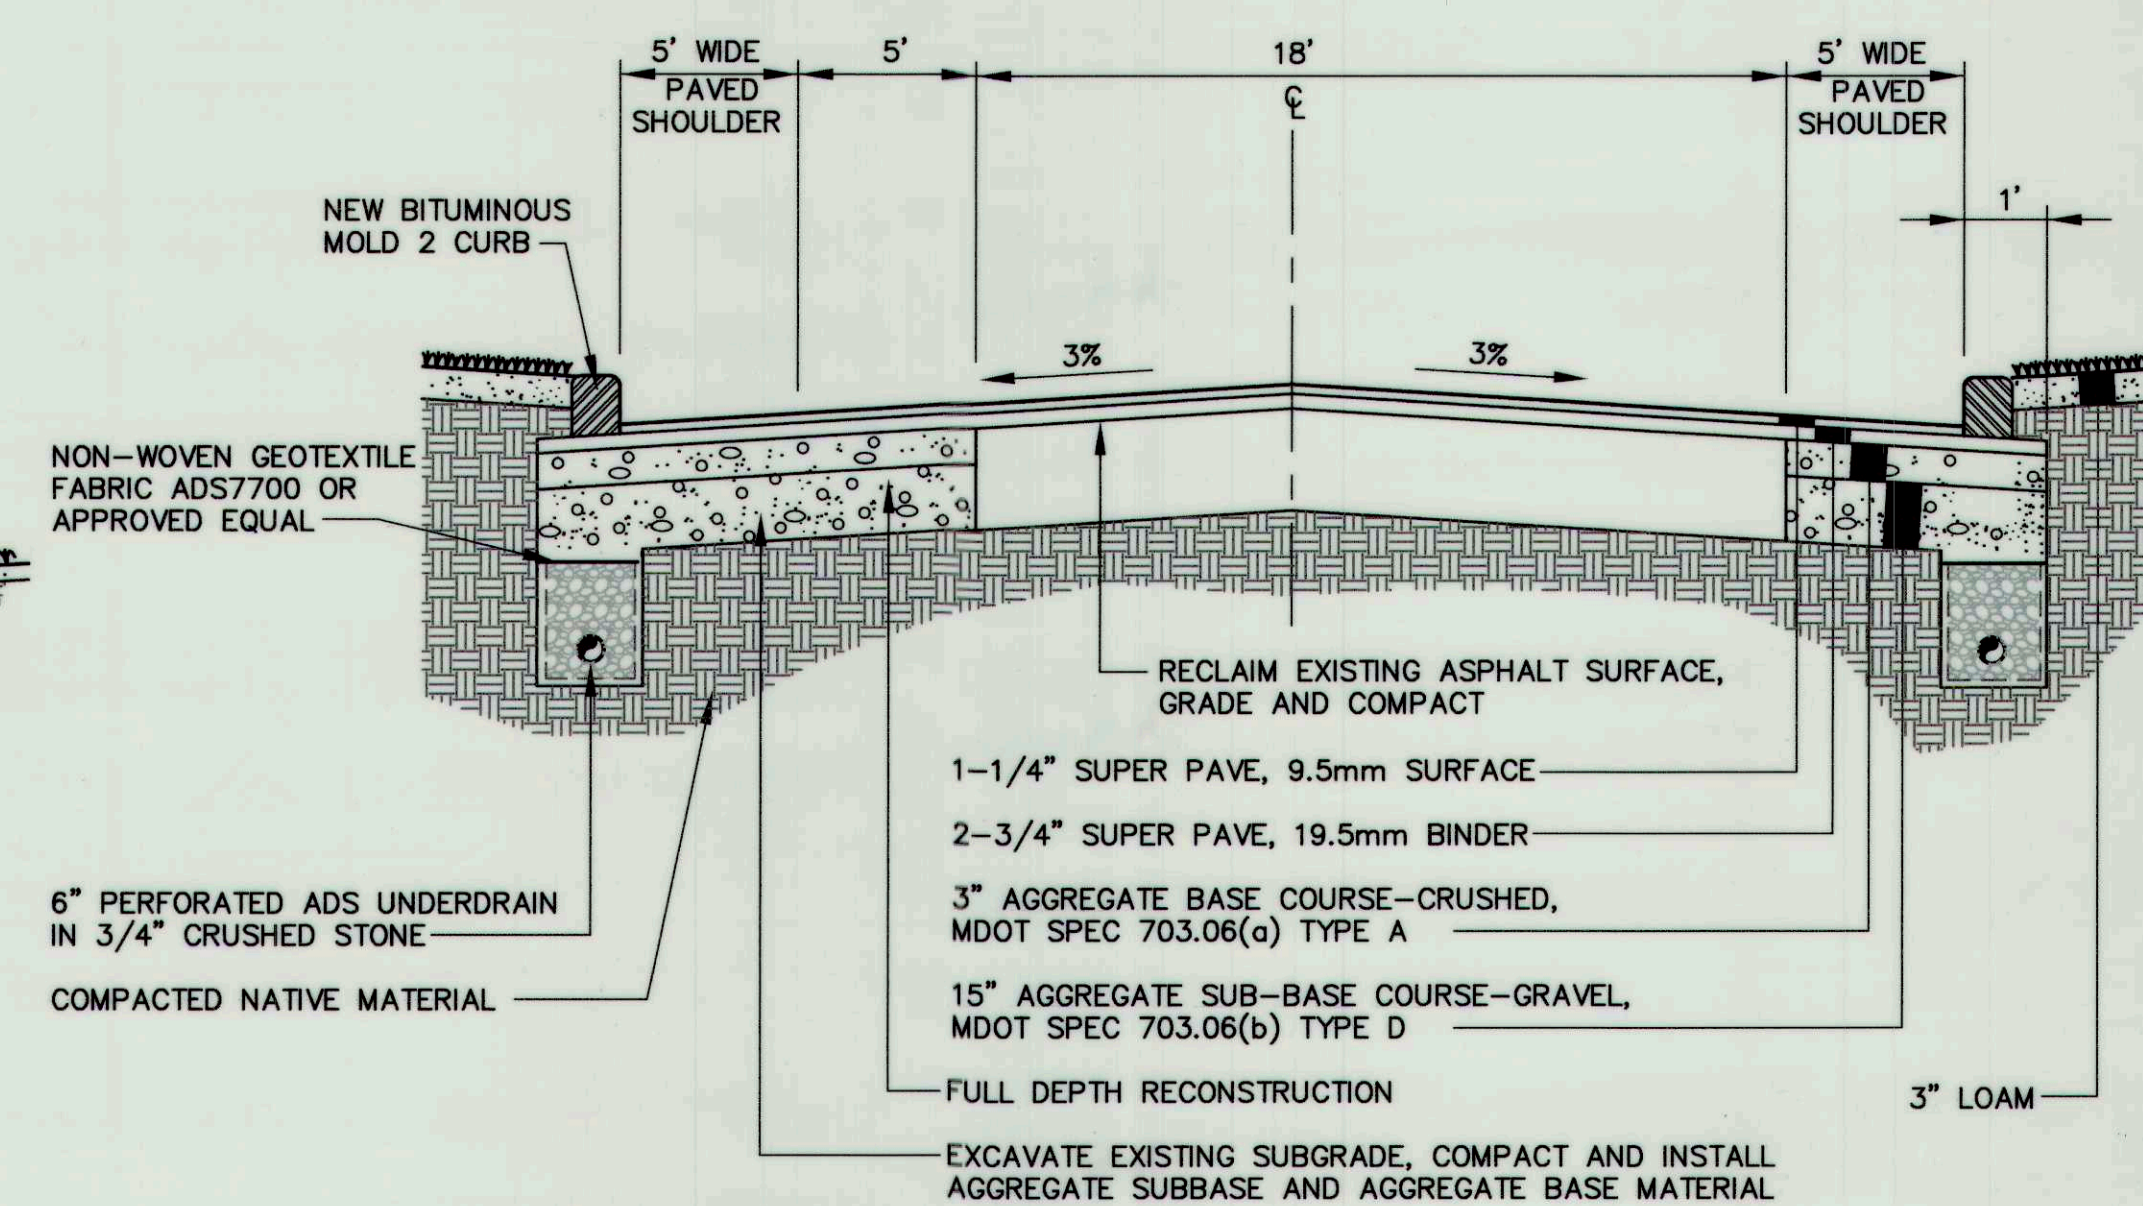 5' WIDE
PAVED
SHOULDER
5'
18'
℄
5' WIDE
PAVED
SHOULDER
1'
NEW BITUMINOUS
MOLD 2 CURB
3%
3%
NON-WOVEN GEOTEXTILE
FABRIC ADS7700 OR
APPROVED EQUAL
RECLAIM EXISTING ASPHALT SURFACE,
GRADE AND COMPACT
1-1/4" SUPER PAVE, 9.5mm SURFACE
2-3/4" SUPER PAVE, 19.5mm BINDER
6" PERFORATED ADS UNDERDRAIN
IN 3/4" CRUSHED STONE
3" AGGREGATE BASE COURSE-CRUSHED,
MDOT SPEC 703.06(a) TYPE A
COMPACTED NATIVE MATERIAL
15" AGGREGATE SUB-BASE COURSE-GRAVEL,
MDOT SPEC 703.06(b) TYPE D
FULL DEPTH RECONSTRUCTION
3" LOAM
EXCAVATE EXISTING SUBGRADE, COMPACT AND INSTALL
AGGREGATE SUBBASE AND AGGREGATE BASE MATERIAL